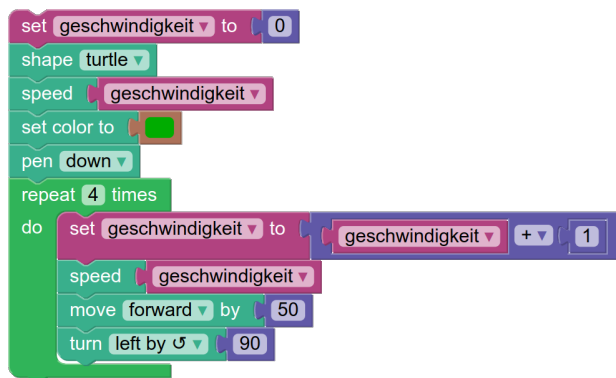 set geschwindigkeit ▾ to 0
shape turtle ▾
speed geschwindigkeit ▾
set color to
pen down ▾
repeat 4 times
do set geschwindigkeit ▾ to geschwindigkeit ▾ + ▾ 1
speed geschwindigkeit ▾
move forward ▾ by 50
turn left by ↺ ▾ 90